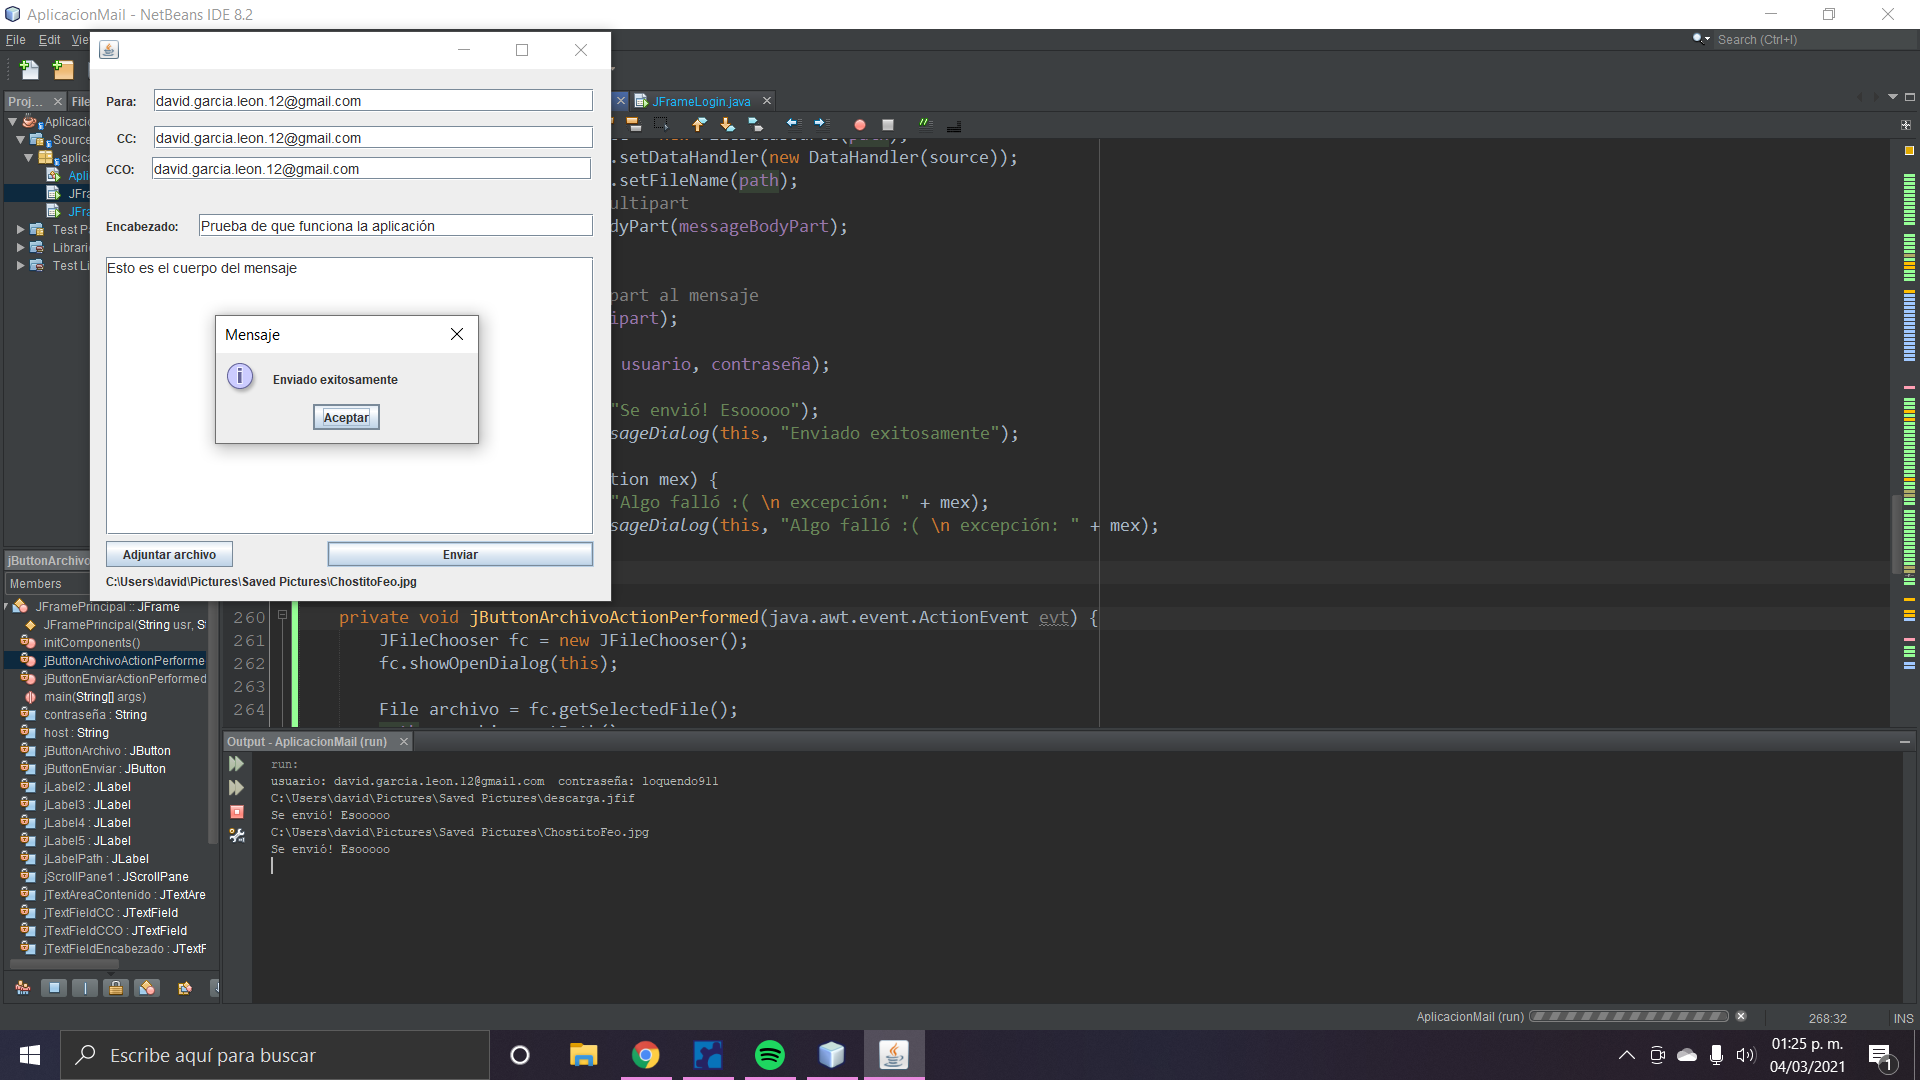 AplicacionMail - NetBeans IDE 8.2
File Edit
Search (Ctrl+I)
Para: david.garcia.leon.12@gmail.com
CC: david.garcia.leon.12@gmail.com
CCO: david.garcia.leon.12@gmail.com
Encabezado: Prueba de que funciona la aplicación
Esto es el cuerpo del mensaje
Mensaje
Enviado exitosamente
Aceptar
Adjuntar archivo Enviar
C:\Users\david\Pictures\Saved Pictures\ChostitoFeo.jpg
Proj... File
Aplicaci
Source
aplica
Apli
JFra
JFra
Test Pa
Librari
Test Li
JFrameLogin.java
.setDataHandler(new DataHandler(source));
.setFileName(path);
ultipart
dyPart(messageBodyPart);
part al mensaje
ipart);
usuario, contraseña);
"Se envió! Esooooo");
sageDialog(this, "Enviado exitosamente");
tion mex) {
"Algo falló :( \n excepción: " + mex);
sageDialog(this, "Algo falló :( \n excepción: " + mex);
260 private void jButtonArchivoActionPerformed(java.awt.event.ActionEvent evt) {
261 JFileChooser fc = new JFileChooser();
262 fc.showOpenDialog(this);
263
264 File archivo = fc.getSelectedFile();
jButtonArchivo
Members
JFramePrincipal :: JFrame
JFramePrincipal(String usr, S
initComponents()
jButtonArchivoActionPerforme
jButtonEnviarActionPerformed
main(String[] args)
contraseña : String
host : String
jButtonArchivo : JButton
jButtonEnviar : JButton
jLabel2 : JLabel
jLabel3 : JLabel
jLabel4 : JLabel
jLabel5 : JLabel
jLabelPath : JLabel
jScrollPane1 : JScrollPane
jTextAreaContenido : JTextAre
jTextFieldCC : JTextField
jTextFieldCCO : JTextField
jTextFieldEncabezado : JTextF
Output - AplicacionMail (run)
run:
usuario: david.garcia.leon.12@gmail.com contraseña: loquendo911
C:\Users\david\Pictures\Saved Pictures\descarga.jfif
Se envió! Esooooo
C:\Users\david\Pictures\Saved Pictures\ChostitoFeo.jpg
Se envió! Esooooo
AplicacionMail (run) 268:32 INS
Escribe aquí para buscar
01:25 p. m.
04/03/2021
1